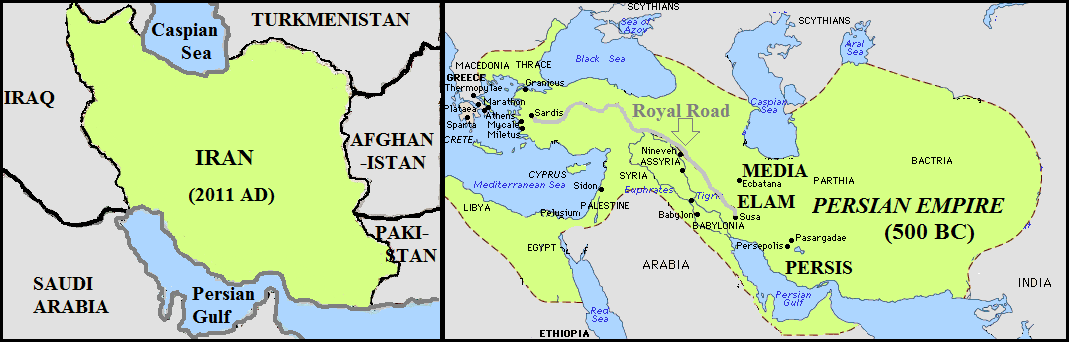 Caspian
Sea
TURKMENISTAN
IRAQ
IRAN
(2011 AD)
AFGHAN
-ISTAN
PAKI-
STAN
SAUDI
ARABIA
Persian
Gulf
SCYTHIANS
SCYTHIANS
Sea of
Azov
Aral
Sea
Black Sea
MACEDONIA
THRACE
GREECE
Thermopylae
Granicus
Caspian
Sea
Marathon
Plataea
Athens
Sardis
Royal Road
Sparta
Mycale
Miletus
CRETE
Nineveh
ASSYRIA
BACTRIA
CYPRUS
SYRIA
MEDIA
Ecbatana
PARTHIA
Mediterranean Sea
Sidon
Euphrates
Tigris
ELAM
LIBYA
PALESTINE
PERSIAN EMPIRE
Pelusium
Babylon
BABYLONIA
Susa
(500 BC)
EGYPT
Pasargadae
Persepolis
ARABIA
PERSIS
INDIA
Persian
Gulf
Red
Sea
ETHIOPIA